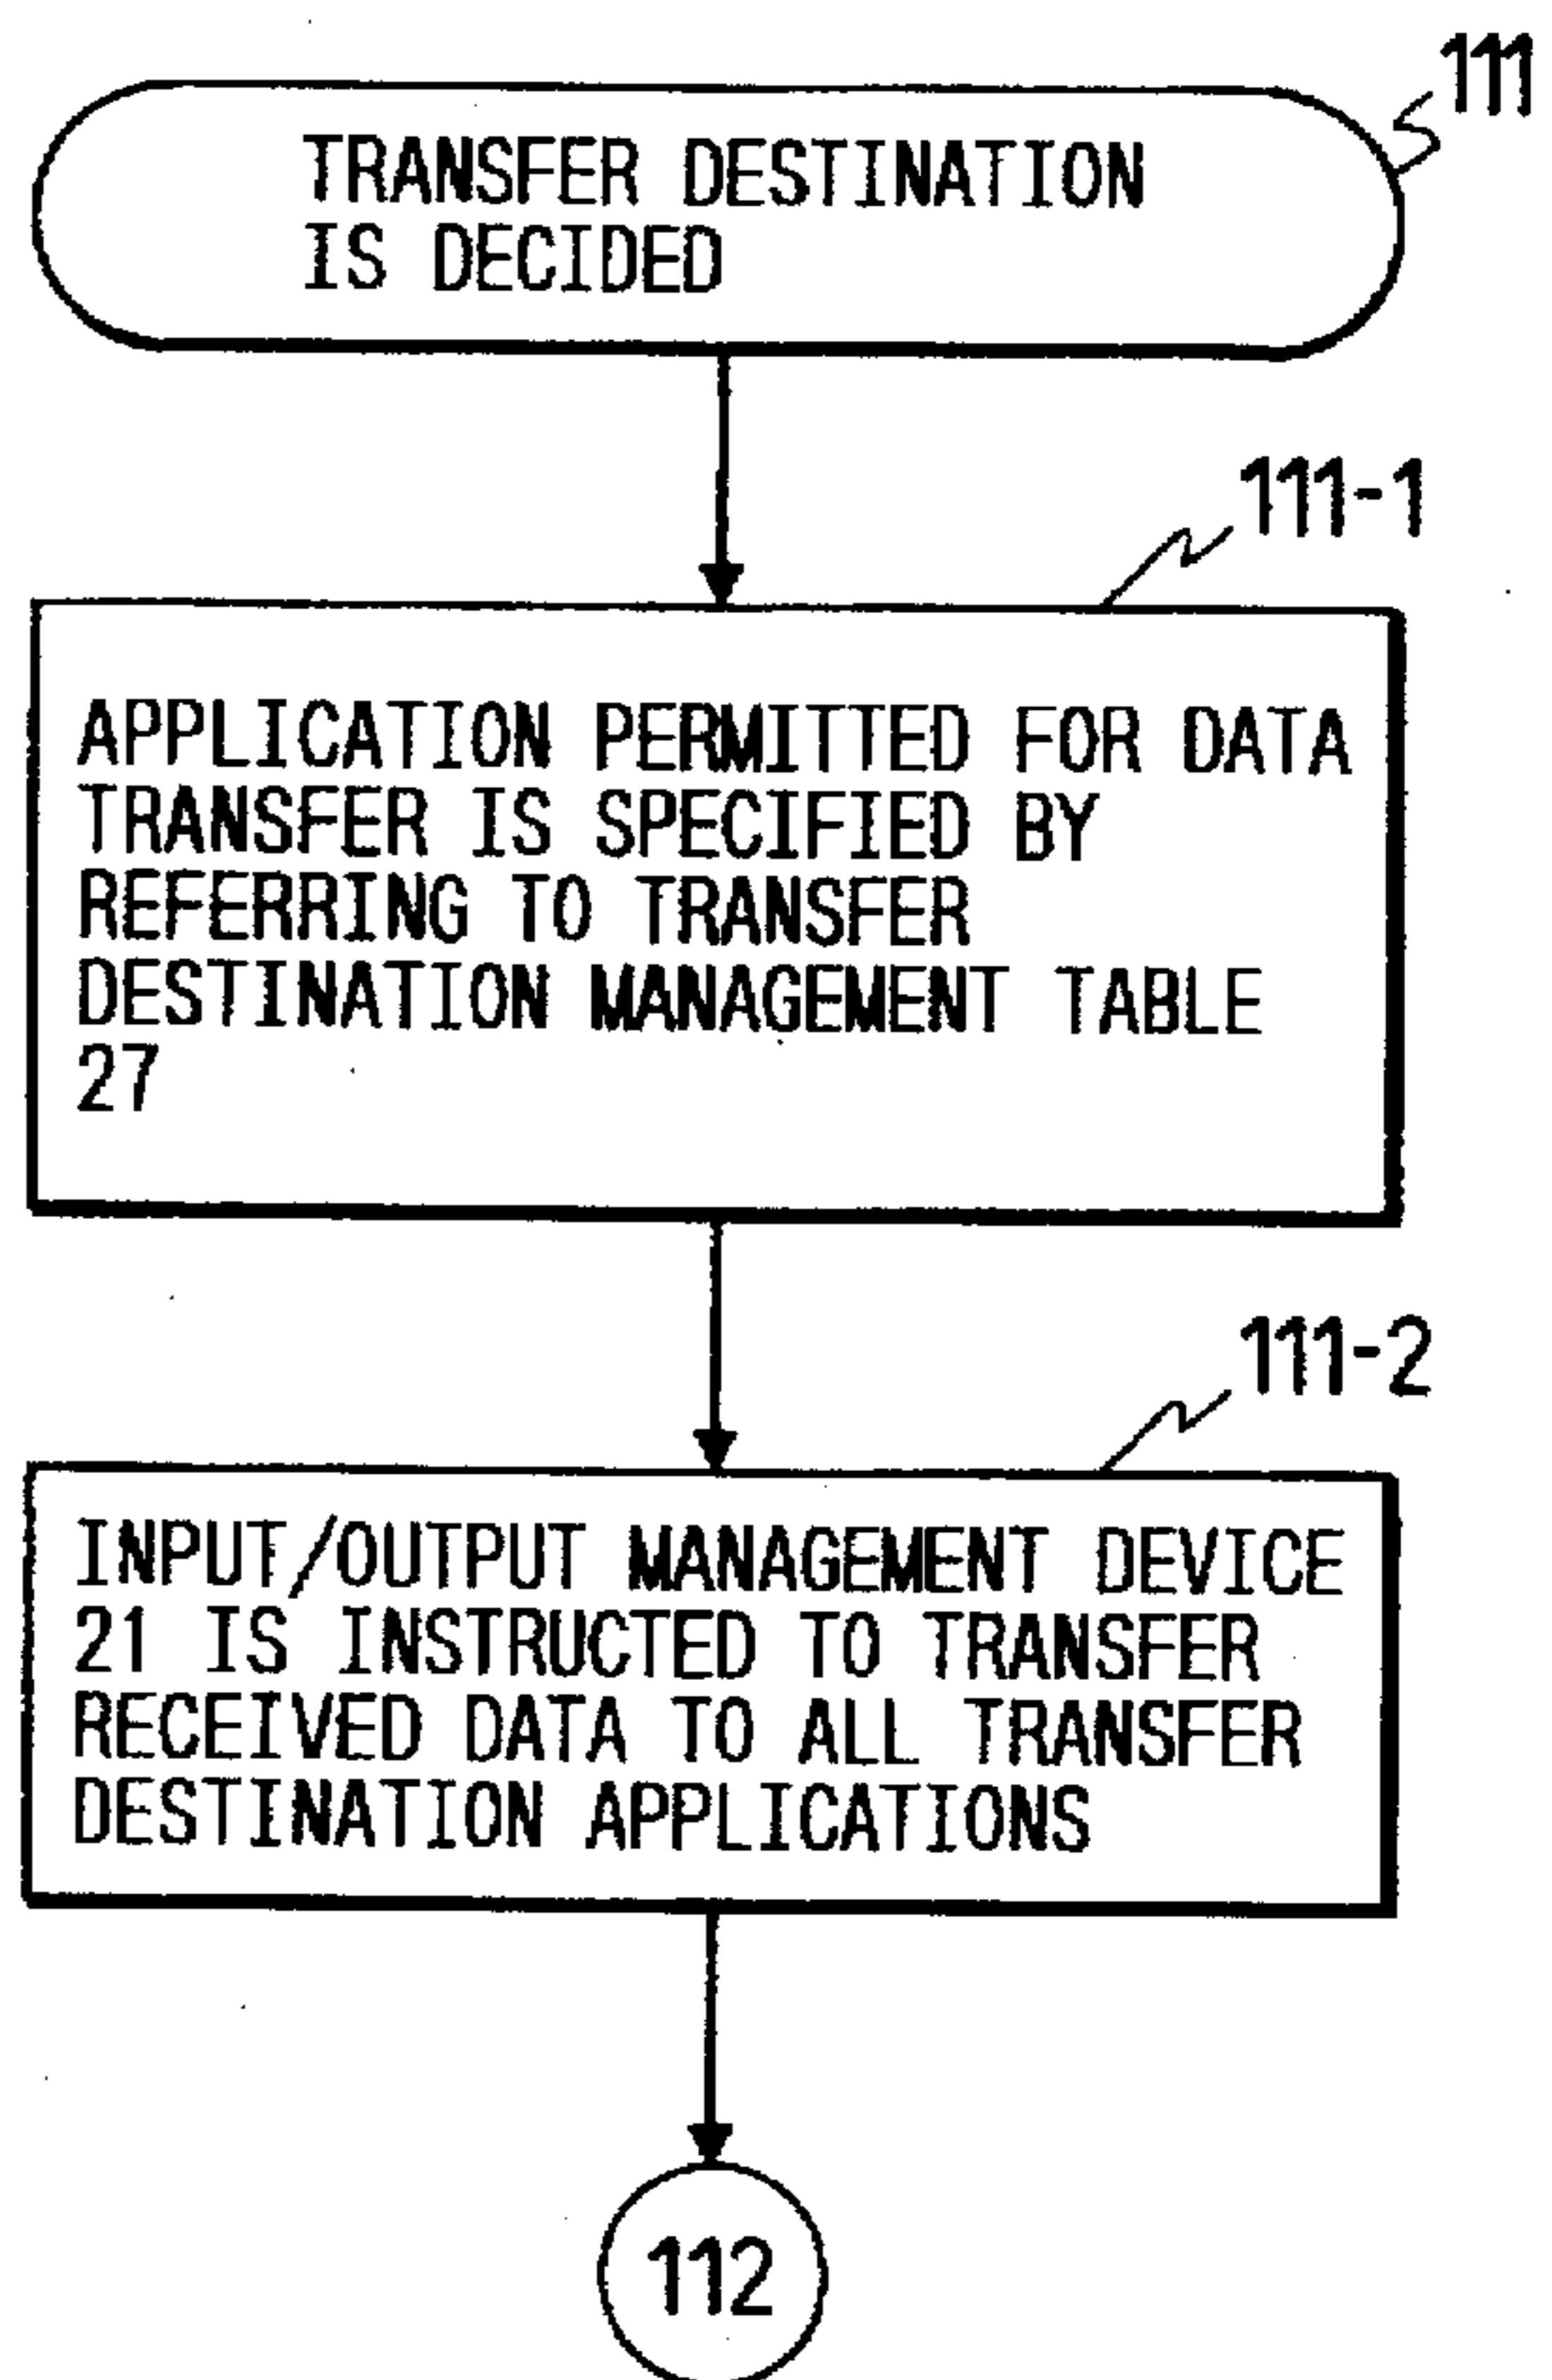 111
TRANSFER DESTINATION
IS DECIDED
111-1
APPLICATION PERMITTED FOR DATA
TRANSFER IS SPECIFIED BY
REFERRING TO TRANSFER
DESTINATION MANAGEMENT TABLE
27
111-2
INPUT/OUTPUT MANAGEMENT DEVICE
21 IS INSTRUCTED TO TRANSFER
RECEIVED DATA TO ALL TRANSFER
DESTINATION APPLICATIONS
112